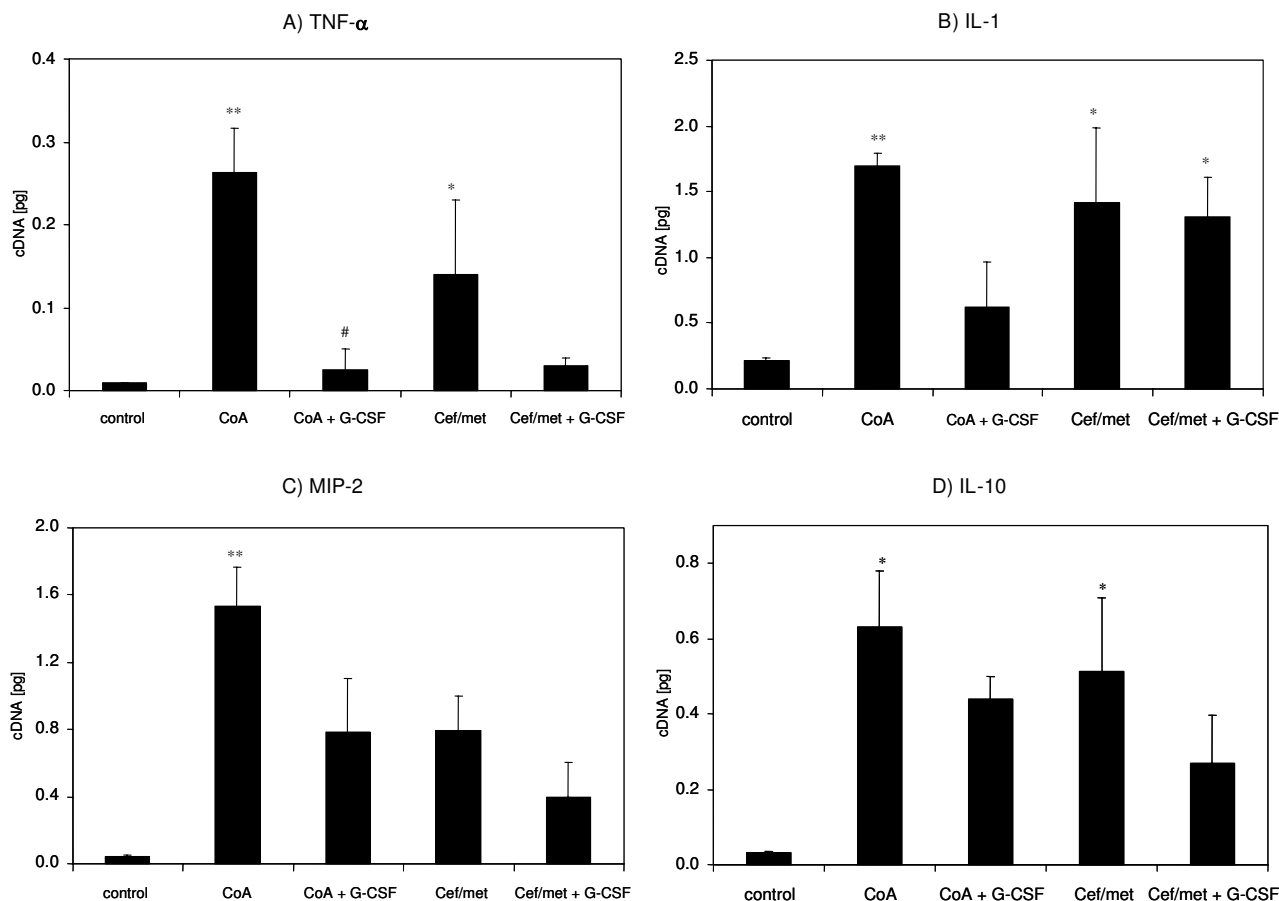 A) TNF-α
0.4
0.3
0.2
0.1
0.0
cDNA [pg]
**
#
*
control CoA CoA + G-CSF Cef/met Cef/met + G-CSF
B) IL-1
2.5
2.0
1.5
1.0
0.5
0.0
cDNA [pg]
**
*
*
control CoA CoA + G-CSF Cef/met Cef/met + G-CSF
C) MIP-2
2.0
1.6
1.2
0.8
0.4
0.0
cDNA [pg]
**
control CoA CoA + G-CSF Cef/met Cef/met + G-CSF
D) IL-10
0.8
0.6
0.4
0.2
0.0
cDNA [pg]
*
*
control CoA CoA + G-CSF Cef/met Cef/met + G-CSF